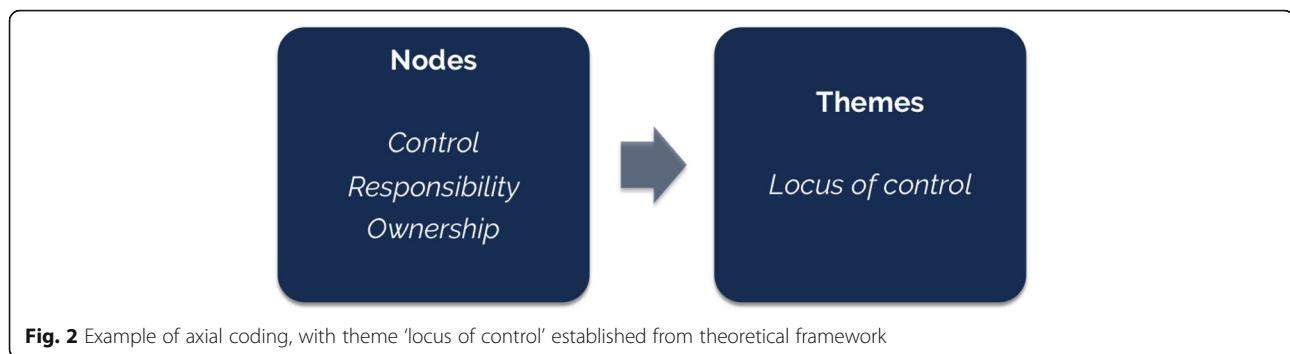 Nodes
Control
Responsibility
Ownership
Themes
Locus of control
Fig. 2 Example of axial coding, with theme ‘locus of control’ established from theoretical framework